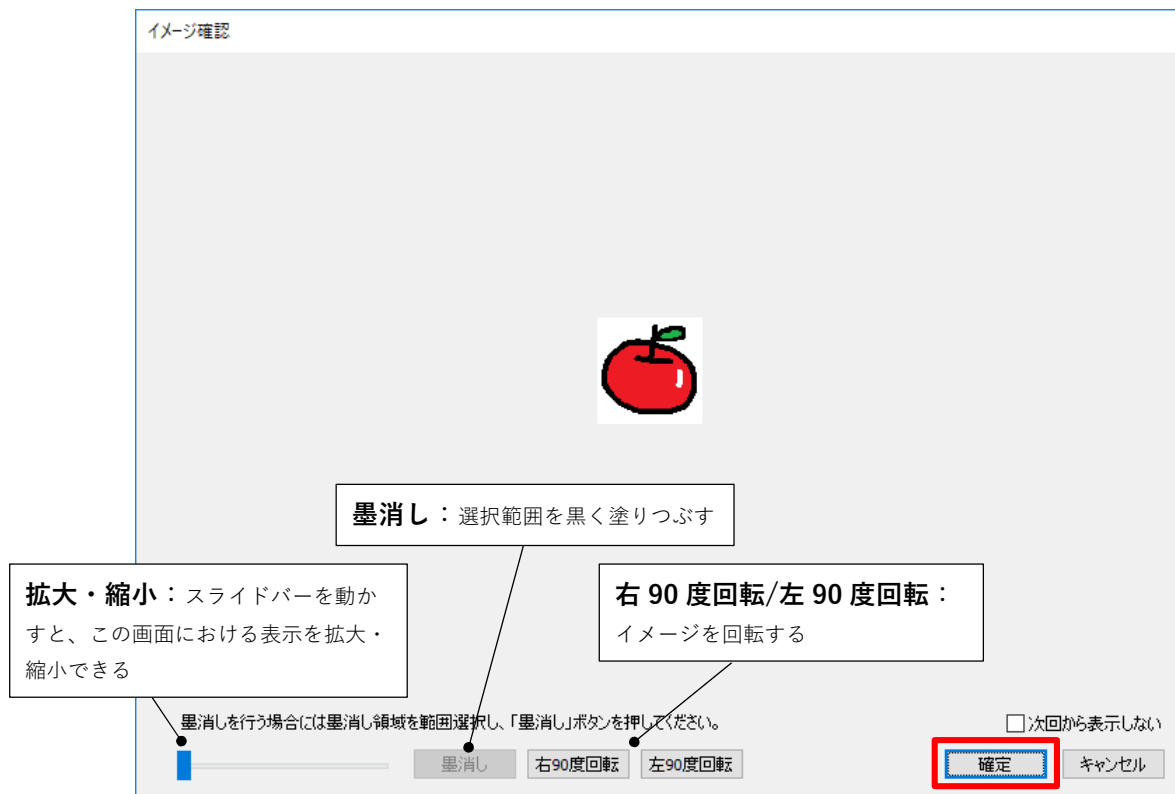 イメージ確認
墨消し：選択範囲を黒く塗りつぶす
拡大・縮小：スライドバーを動か
すと、この画面における表示を拡大・
縮小できる
右 90 度回転/左 90 度回転：
イメージを回転する
墨消しを行う場合には墨消し領域を範囲選択し、「墨消し」ボタンを押してください。
次回から表示しない
墨消し
右90度回転
左90度回転
確定
キャンセル